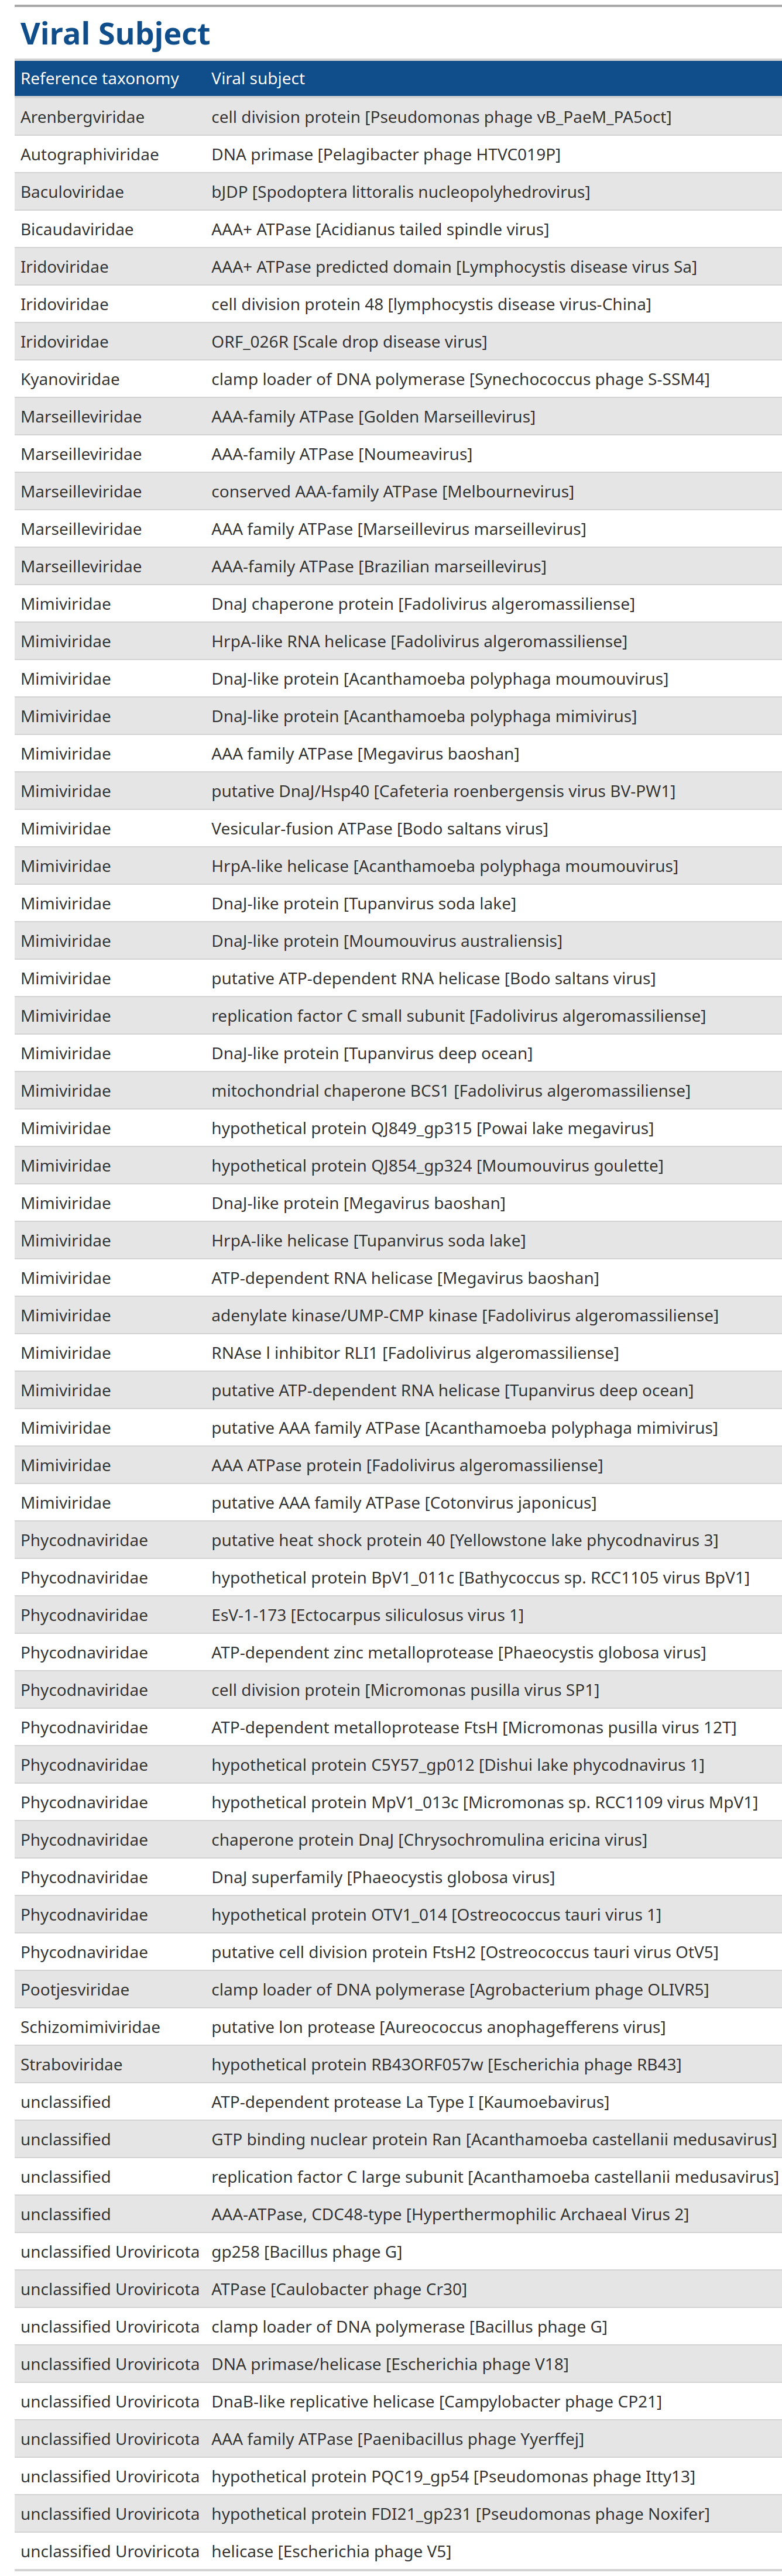 Viral Subject
Reference taxonomy Viral subject
Arenbergviridae cell division protein [Pseudomonas phage vB_PaeM_PA5oct]
Autographiviridae DNA primase [Pelagibacter phage HTVC019P]
Baculoviridae bJDP [Spodoptera littoralis nucleopolyhedrovirus]
Bicaudaviridae AAA+ ATPase [Acidianus tailed spindle virus]
Iridoviridae AAA+ ATPase predicted domain [Lymphocystis disease virus Sa]
Iridoviridae cell division protein 48 [lymphocystis disease virus-China]
Iridoviridae ORF_026R [Scale drop disease virus]
Kyanoviridae clamp loader of DNA polymerase [Synechococcus phage S-SSM4]
Marseilleviridae AAA-family ATPase [Golden Marseillevirus]
Marseilleviridae AAA-family ATPase [Noumeavirus]
Marseilleviridae conserved AAA-family ATPase [Melbournevirus]
Marseilleviridae AAA family ATPase [Marseillevirus marseillevirus]
Marseilleviridae AAA-family ATPase [Brazilian marseillevirus]
Mimiviridae DnaJ chaperone protein [Fadolivirus algeromassiliense]
Mimiviridae HrpA-like RNA helicase [Fadolivirus algeromassiliense]
Mimiviridae DnaJ-like protein [Acanthamoeba polyphaga moumouvirus]
Mimiviridae DnaJ-like protein [Acanthamoeba polyphaga mimivirus]
Mimiviridae AAA family ATPase [Megavirus baoshan]
Mimiviridae putative DnaJ/Hsp40 [Cafeteria roenbergensis virus BV-PW1]
Mimiviridae Vesicular-fusion ATPase [Bodo saltans virus]
Mimiviridae HrpA-like helicase [Acanthamoeba polyphaga moumouvirus]
Mimiviridae DnaJ-like protein [Tupanvirus soda lake]
Mimiviridae DnaJ-like protein [Moumouvirus australiensis]
Mimiviridae putative ATP-dependent RNA helicase [Bodo saltans virus]
Mimiviridae replication factor C small subunit [Fadolivirus algeromassiliense]
Mimiviridae DnaJ-like protein [Tupanvirus deep ocean]
Mimiviridae mitochondrial chaperone BCS1 [Fadolivirus algeromassiliense]
Mimiviridae hypothetical protein QJ849_gp315 [Powai lake megavirus]
Mimiviridae hypothetical protein QJ854_gp324 [Moumouvirus goulette]
Mimiviridae DnaJ-like protein [Megavirus baoshan]
Mimiviridae HrpA-like helicase [Tupanvirus soda lake]
Mimiviridae ATP-dependent RNA helicase [Megavirus baoshan]
Mimiviridae adenylate kinase/UMP-CMP kinase [Fadolivirus algeromassiliense]
Mimiviridae RNAse l inhibitor RLI1 [Fadolivirus algeromassiliense]
Mimiviridae putative ATP-dependent RNA helicase [Tupanvirus deep ocean]
Mimiviridae putative AAA family ATPase [Acanthamoeba polyphaga mimivirus]
Mimiviridae AAA ATPase protein [Fadolivirus algeromassiliense]
Mimiviridae putative AAA family ATPase [Cotonvirus japonicus]
Phycodnaviridae putative heat shock protein 40 [Yellowstone lake phycodnavirus 3]
Phycodnaviridae hypothetical protein BpV1_011c [Bathycoccus sp. RCC1105 virus BpV1]
Phycodnaviridae EsV-1-173 [Ectocarpus siliculosus virus 1]
Phycodnaviridae ATP-dependent zinc metalloprotease [Phaeocystis globosa virus]
Phycodnaviridae cell division protein [Micromonas pusilla virus SP1]
Phycodnaviridae ATP-dependent metalloprotease FtsH [Micromonas pusilla virus 12T]
Phycodnaviridae hypothetical protein C5Y57_gp012 [Dishui lake phycodnavirus 1]
Phycodnaviridae hypothetical protein MpV1_013c [Micromonas sp. RCC1109 virus MpV1]
Phycodnaviridae chaperone protein DnaJ [Chrysochromulina ericina virus]
Phycodnaviridae DnaJ superfamily [Phaeocystis globosa virus]
Phycodnaviridae hypothetical protein OTV1_014 [Ostreococcus tauri virus 1]
Phycodnaviridae putative cell division protein FtsH2 [Ostreococcus tauri virus OtV5]
Pootjesviridae clamp loader of DNA polymerase [Agrobacterium phage OLIVR5]
Schizomimiviridae putative lon protease [Aureococcus anophagefferens virus]
Straboviridae hypothetical protein RB43ORF057w [Escherichia phage RB43]
unclassified ATP-dependent protease La Type I [Kaumoebavirus]
unclassified GTP binding nuclear protein Ran [Acanthamoeba castellanii medusavirus]
unclassified replication factor C large subunit [Acanthamoeba castellanii medusavirus]
unclassified AAA-ATPase, CDC48-type [Hyperthermophilic Archaeal Virus 2]
unclassified Uroviricota gp258 [Bacillus phage G]
unclassified Uroviricota ATPase [Caulobacter phage Cr30]
unclassified Uroviricota clamp loader of DNA polymerase [Bacillus phage G]
unclassified Uroviricota DNA primase/helicase [Escherichia phage V18]
unclassified Uroviricota DnaB-like replicative helicase [Campylobacter phage CP21]
unclassified Uroviricota AAA family ATPase [Paenibacillus phage Yyerffej]
unclassified Uroviricota hypothetical protein PQC19_gp54 [Pseudomonas phage Itty13]
unclassified Uroviricota hypothetical protein FDI21_gp231 [Pseudomonas phage Noxifer]
unclassified Uroviricota helicase [Escherichia phage V5]